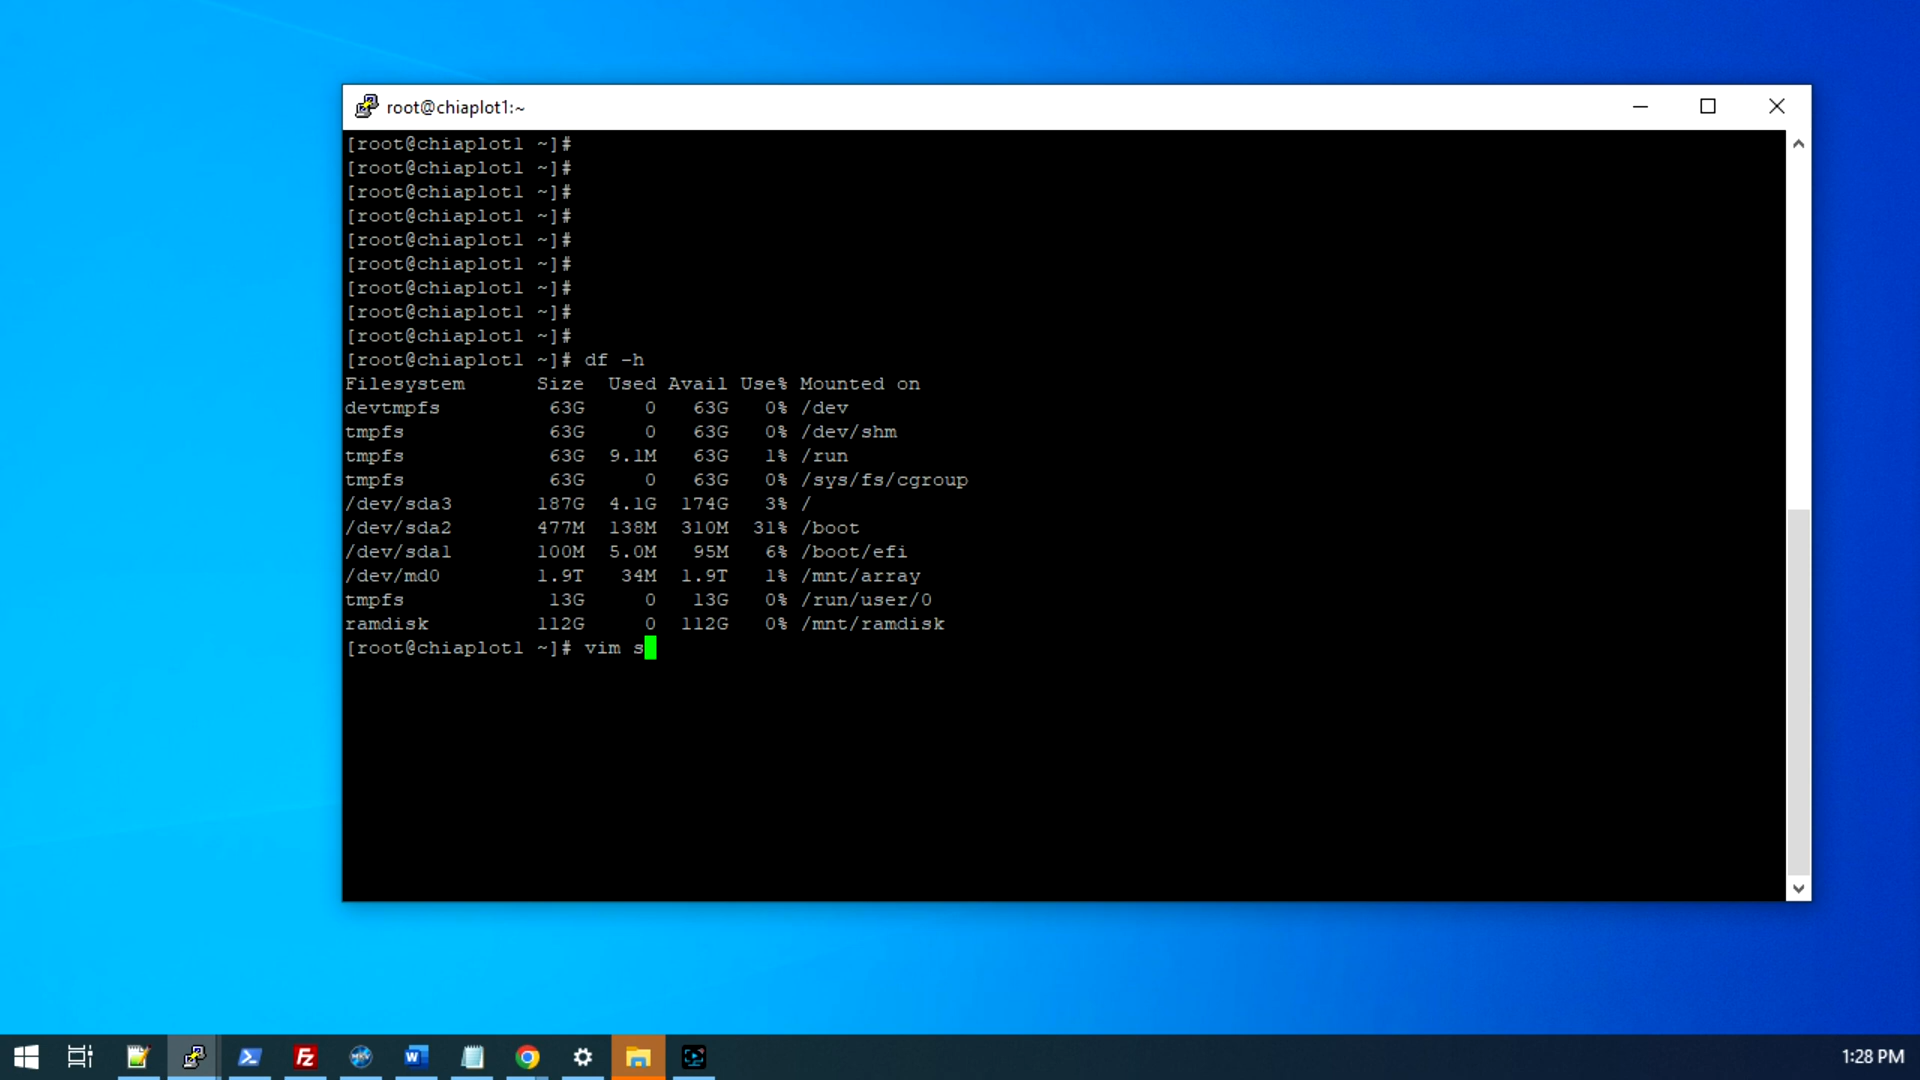 root@chiaplot1:~
[root@chiaplot1 ~]#
[root@chiaplot1 ~]#
[root@chiaplot1 ~]#
[root@chiaplot1 ~]#
[root@chiaplot1 ~]#
[root@chiaplot1 ~]#
[root@chiaplot1 ~]#
[root@chiaplot1 ~]#
[root@chiaplot1 ~]#
[root@chiaplot1 ~]# df -h
Filesystem      Size  Used Avail Use% Mounted on
devtmpfs         63G     0   63G   0% /dev
tmpfs            63G     0   63G   0% /dev/shm
tmpfs            63G  9.1M   63G   1% /run
tmpfs            63G     0   63G   0% /sys/fs/cgroup
/dev/sda3       187G  4.1G  174G   3% /
/dev/sda2       477M  138M  310M  31% /boot
/dev/sda1       100M  5.0M   95M   6% /boot/efi
/dev/md0        1.9T   34M  1.9T   1% /mnt/array
tmpfs            13G     0   13G   0% /run/user/0
ramdisk         112G     0  112G   0% /mnt/ramdisk
[root@chiaplot1 ~]# vim s
1:28 PM